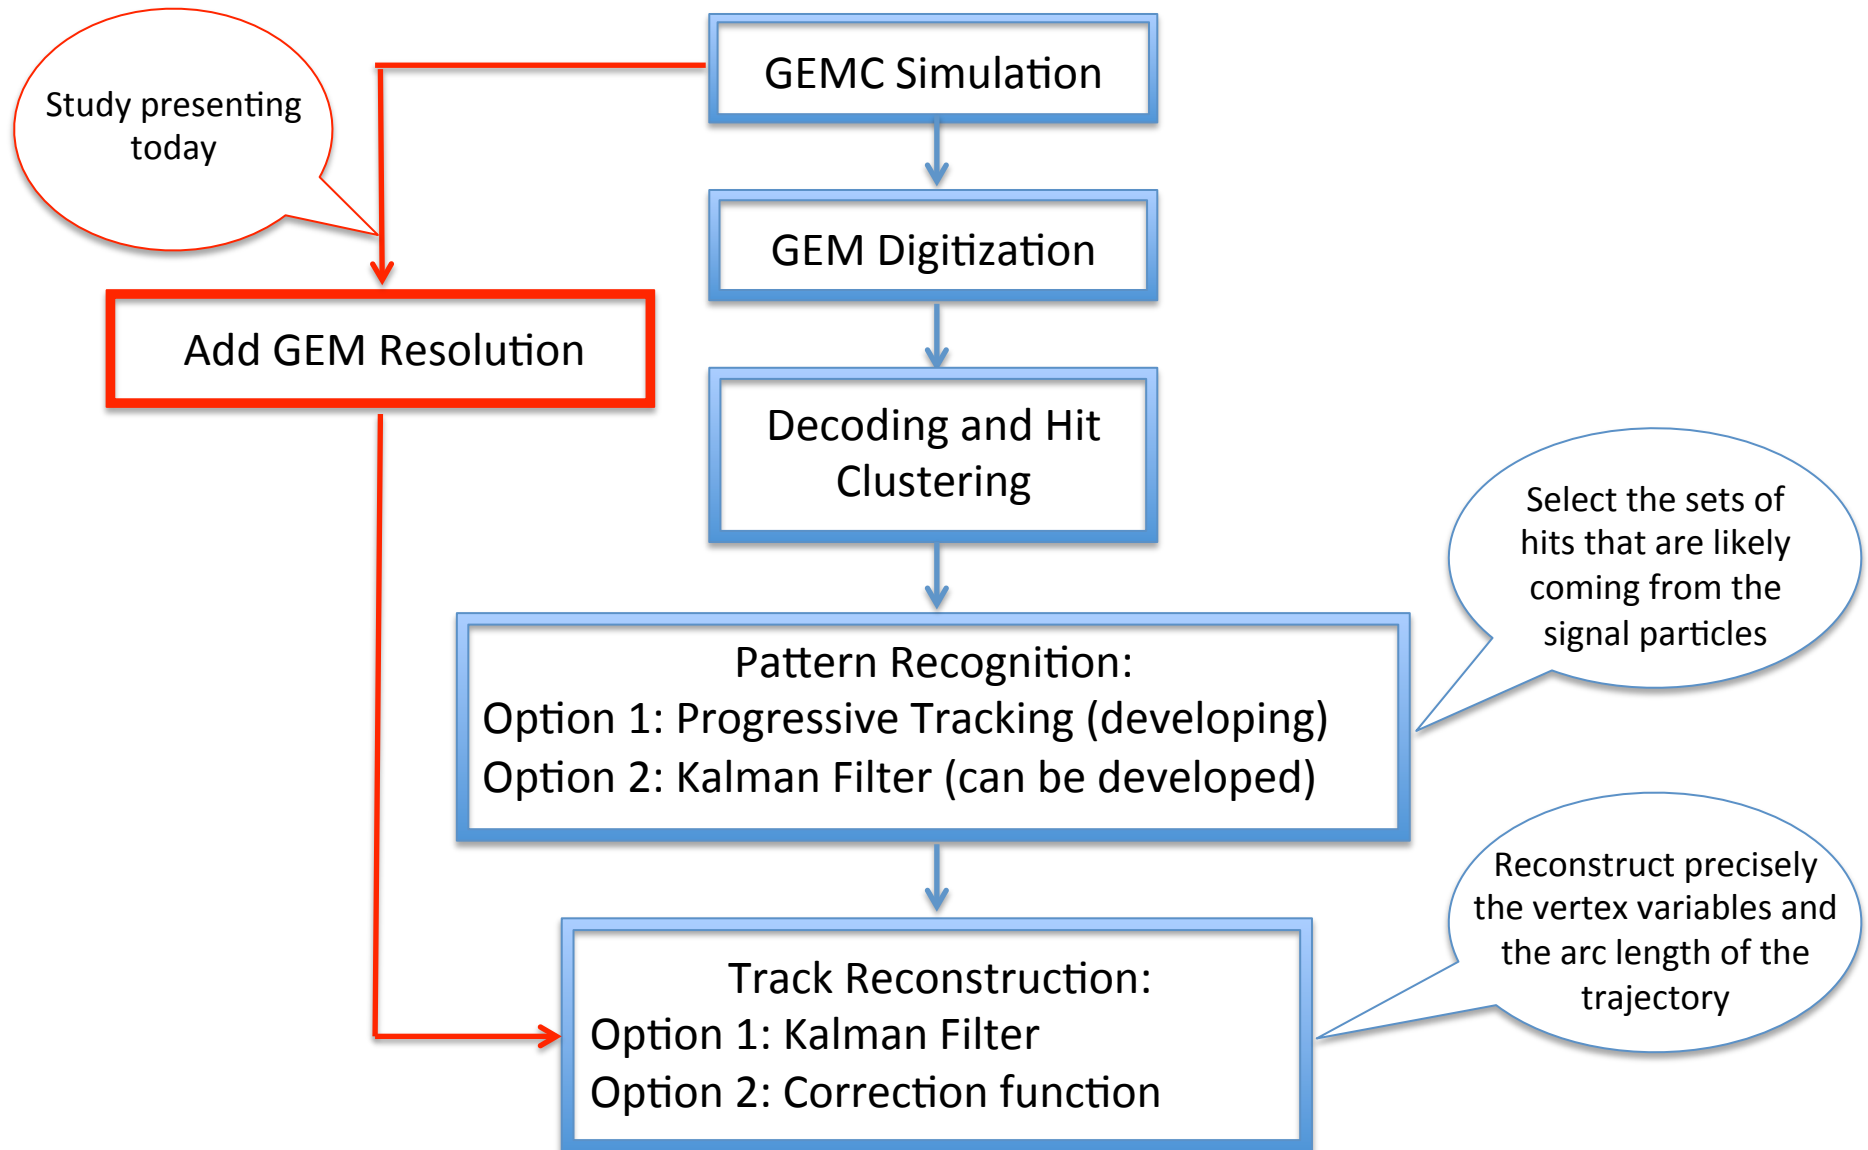 Study presenting
today
GEMC Simulation
GEM Digitization
Add GEM Resolution
Decoding and Hit
Clustering
Select the sets of
hits that are likely
coming from the
signal particles
Pattern Recognition:
Option 1: Progressive Tracking (developing)
Option 2: Kalman Filter (can be developed)
Reconstruct precisely
the vertex variables and
the arc length of the
trajectory
Track Reconstruction:
Option 1: Kalman Filter
Option 2: Correction function